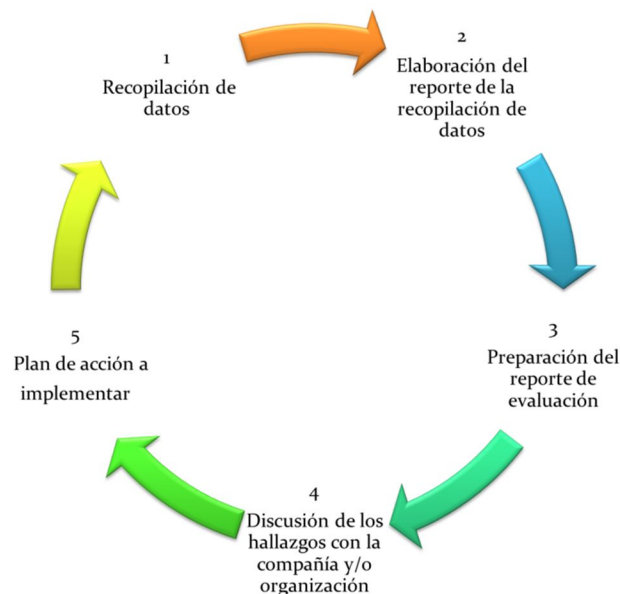 1
Recopilación de
datos
2
Elaboración del
reporte de la
recopilación de
datos
3
Preparación del
reporte de
evaluación
4
Discusión de los
hallazgos con la
compañía y/o
organización
5
Plan de acción a
implementar